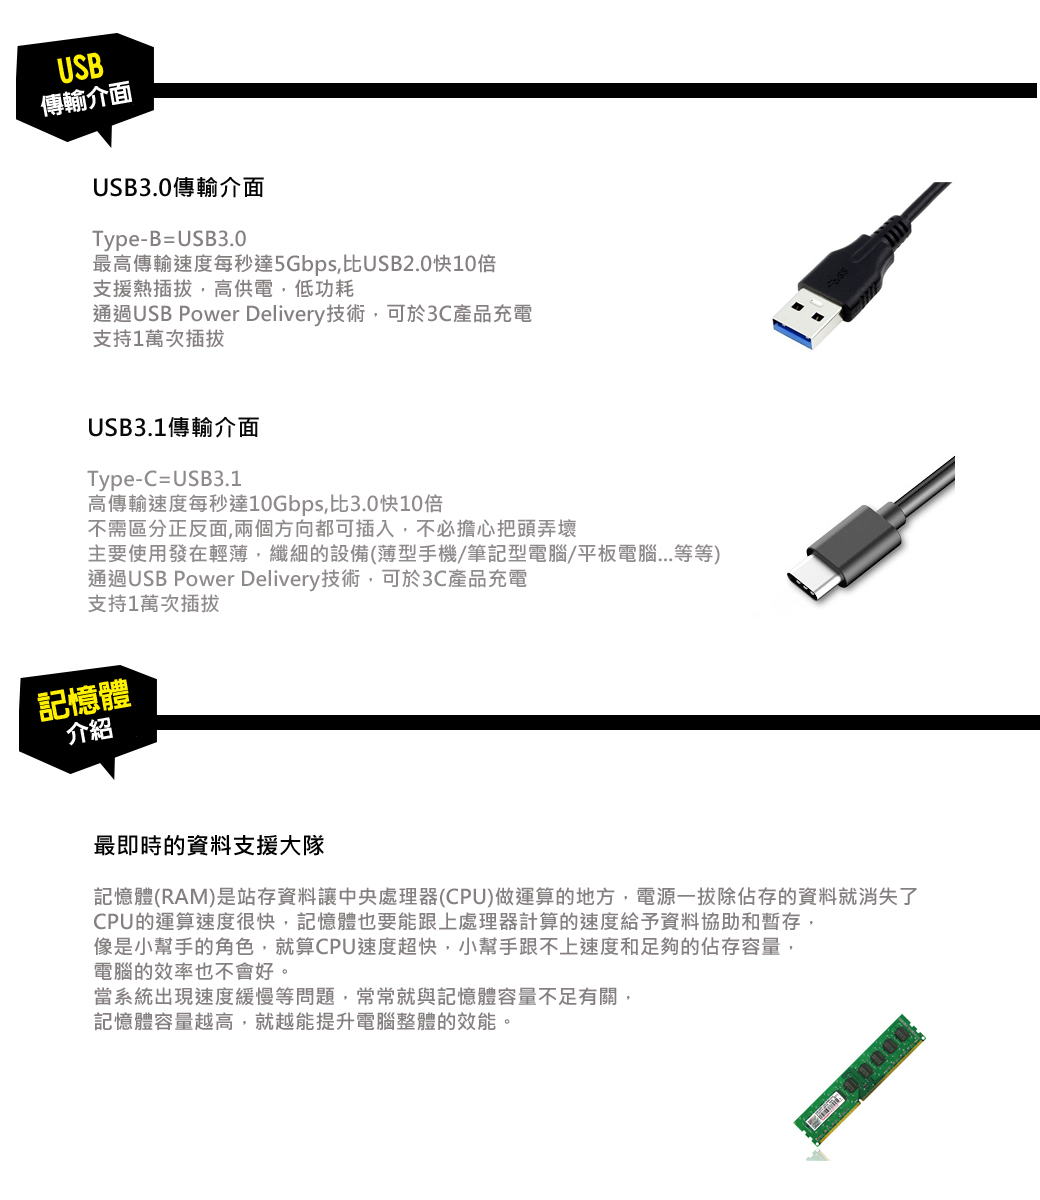 USB
傳輸介面
USB3.0傳輸介面
Type-B=USB3.0
最高傳輸速度每秒達5Gbps,比USB2.0快10倍
支援熱插拔，高供電，低功耗
通過USB Power Delivery技術，可於3C產品充電
支持1萬次插拔
USB3.1傳輸介面
Type-C=USB3.1
高傳輸速度每秒達10Gbps,比3.0快10倍
不需區分正反面,兩個方向都可插入，不必擔心把頭弄壞
主要使用發在輕薄，纖細的設備(薄型手機/筆記型電腦/平板電腦...等等)
通過USB Power Delivery技術，可於3C產品充電
支持1萬次插拔
記憶體
介紹
最即時的資料支援大隊
記憶體(RAM)是站存資料讓中央處理器(CPU)做運算的地方，電源一拔除佔存的資料就消失了
CPU的運算速度很快，記憶體也要能跟上處理器計算的速度給予資料協助和暫存，
像是小幫手的角色，就算CPU速度超快，小幫手跟不上速度和足夠的佔存容量，
電腦的效率也不會好。
當系統出現速度緩慢等問題，常常就與記憶體容量不足有關，
記憶體容量越高，就越能提升電腦整體的效能。